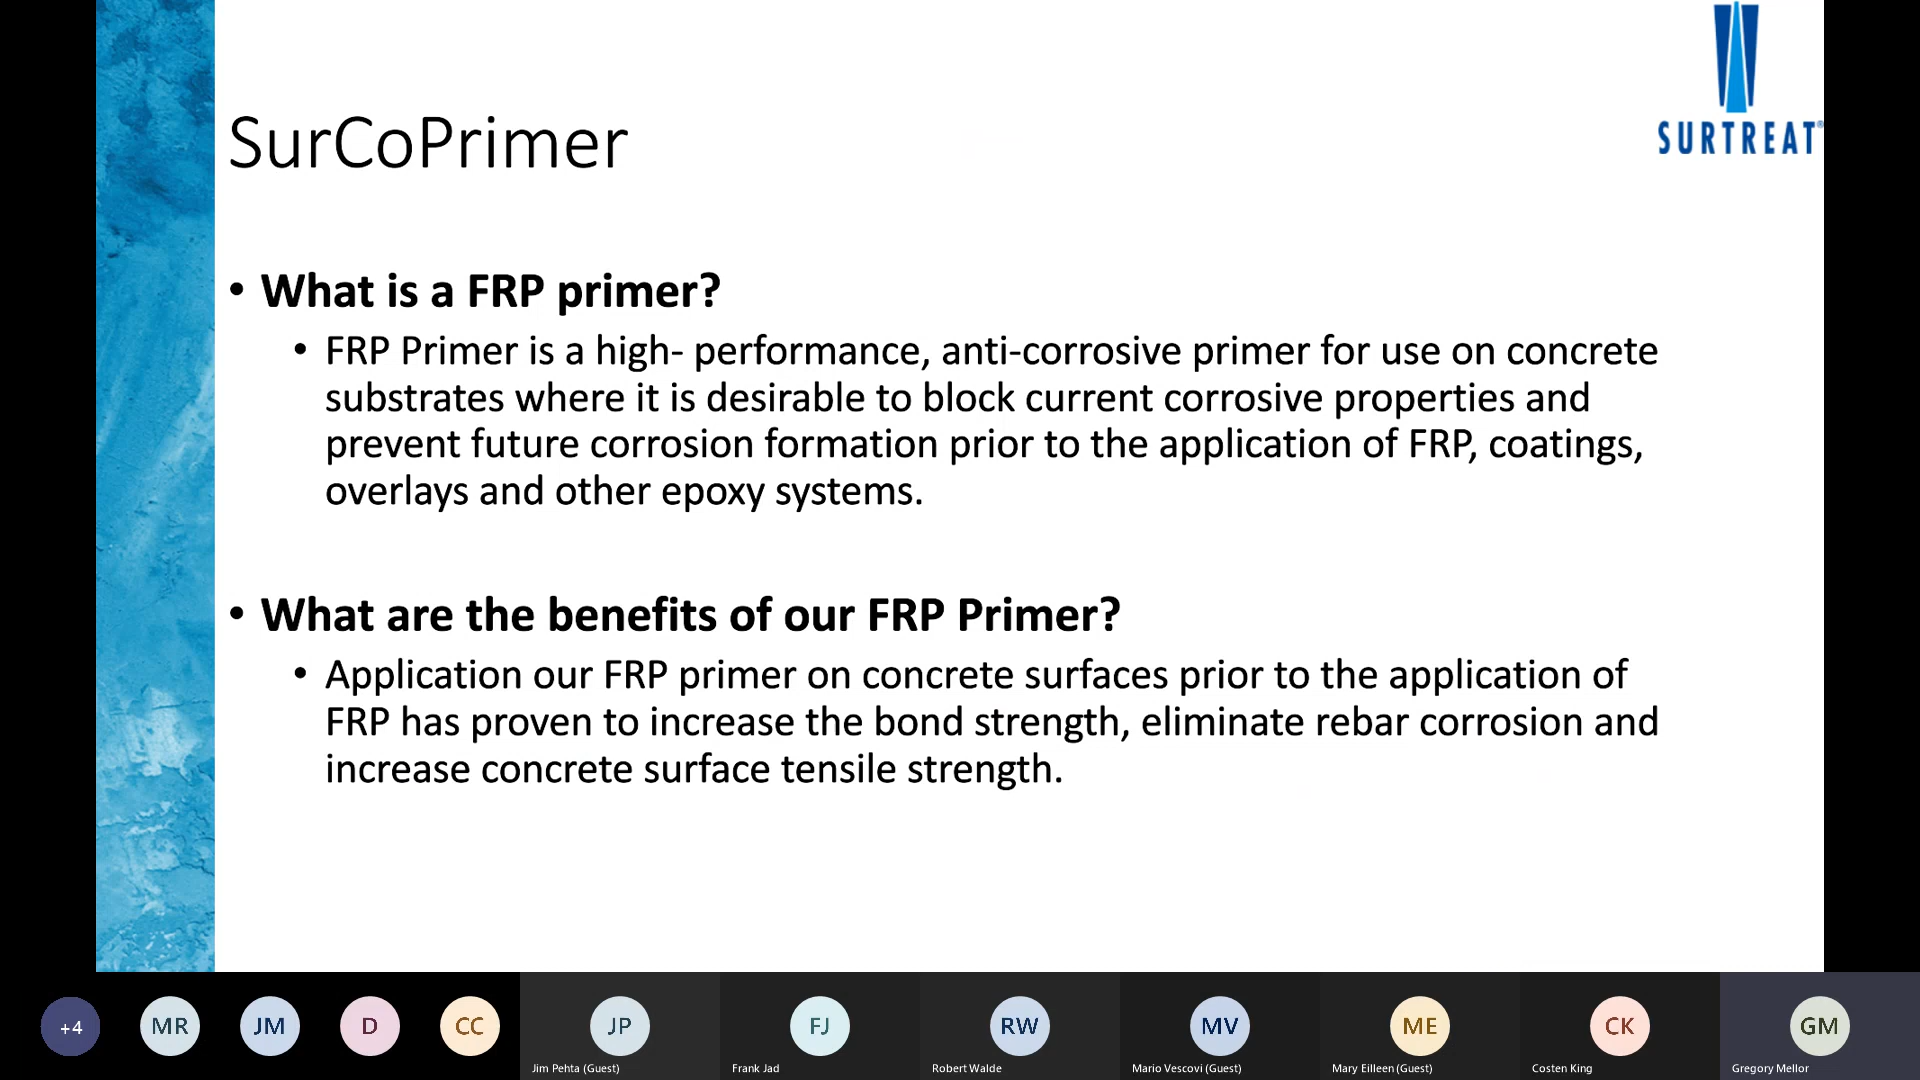 SURTREAT®
SurCoPrimer
• What is a FRP primer?
• FRP Primer is a high- performance, anti-corrosive primer for use on concrete
substrates where it is desirable to block current corrosive properties and
prevent future corrosion formation prior to the application of FRP, coatings,
overlays and other epoxy systems.
• What are the benefits of our FRP Primer?
• Application our FRP primer on concrete surfaces prior to the application of
FRP has proven to increase the bond strength, eliminate rebar corrosion and
increase concrete surface tensile strength.
+4 MR JM D CC JP FJ RW MV ME CK GM
Jim Pehta (Guest) Frank Jad Robert Walde Mario Vescovi (Guest) Mary Eilleen (Guest) Costen King Gregory Mellor